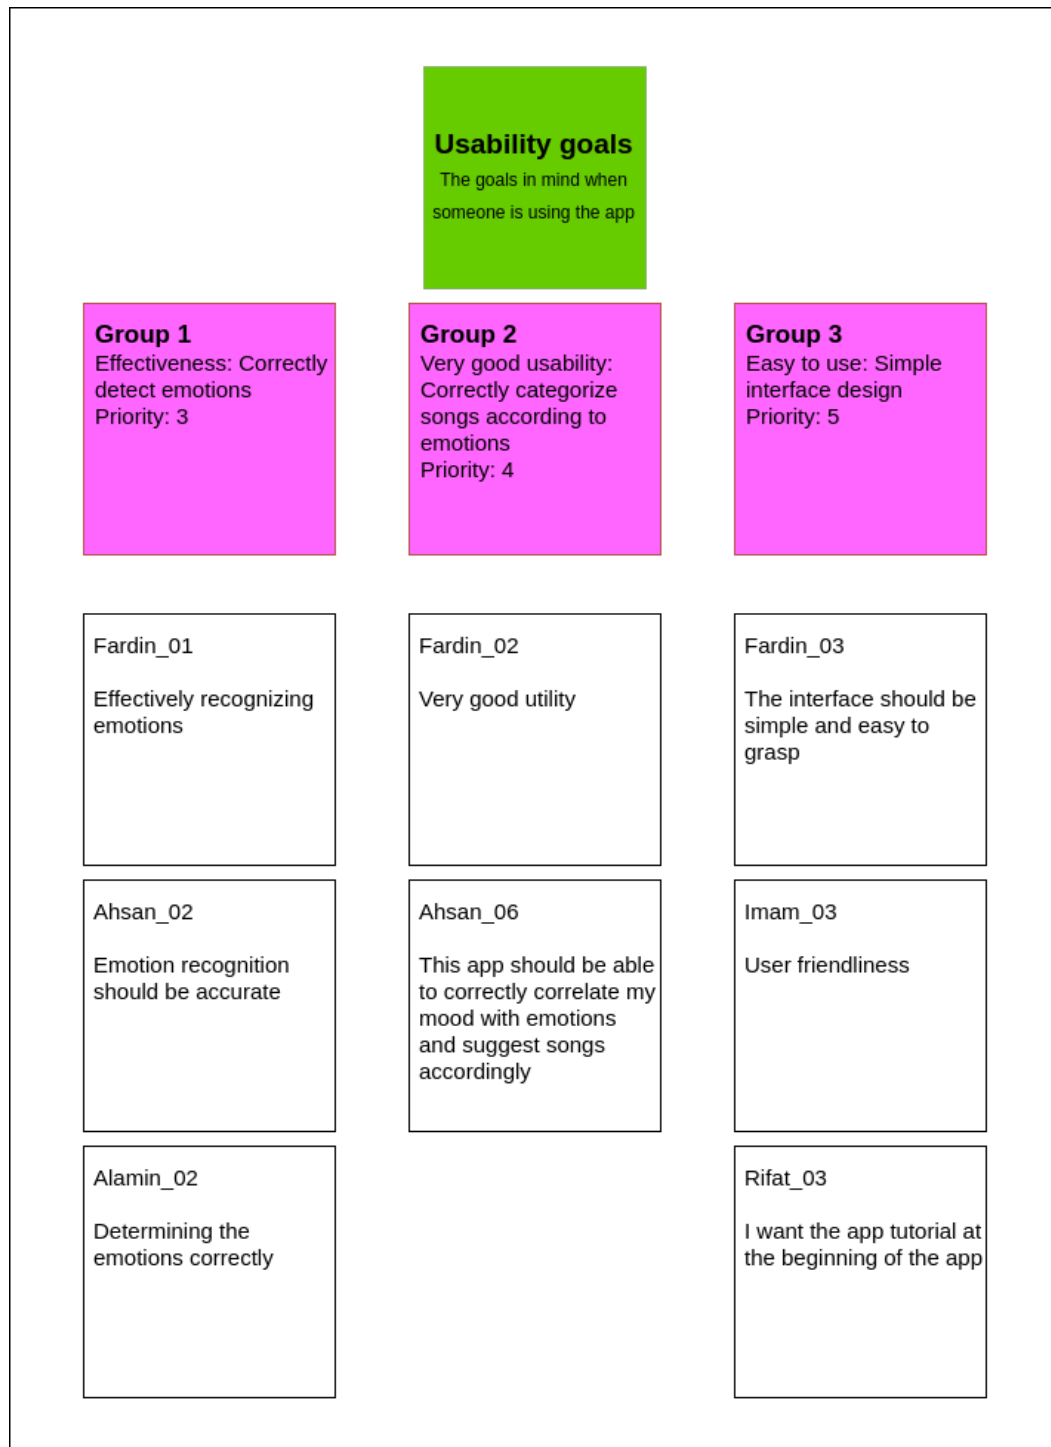 Usability goals
The goals in mind when
someone is using the app
Group 1
Effectiveness: Correctly
detect emotions
Priority: 3
Group 2
Very good usability:
Correctly categorize
songs according to
emotions
Priority: 4
Group 3
Easy to use: Simple
interface design
Priority: 5
Fardin_01
Effectively recognizing
emotions
Fardin_02
Very good utility
Fardin_03
The interface should be
simple and easy to
grasp
Ahsan_02
Emotion recognition
should be accurate
Ahsan_06
This app should be able
to correctly correlate my
mood with emotions
and suggest songs
accordingly
Imam_03
User friendliness
Alamin_02
Determining the
emotions correctly
Rifat_03
I want the app tutorial at
the beginning of the app